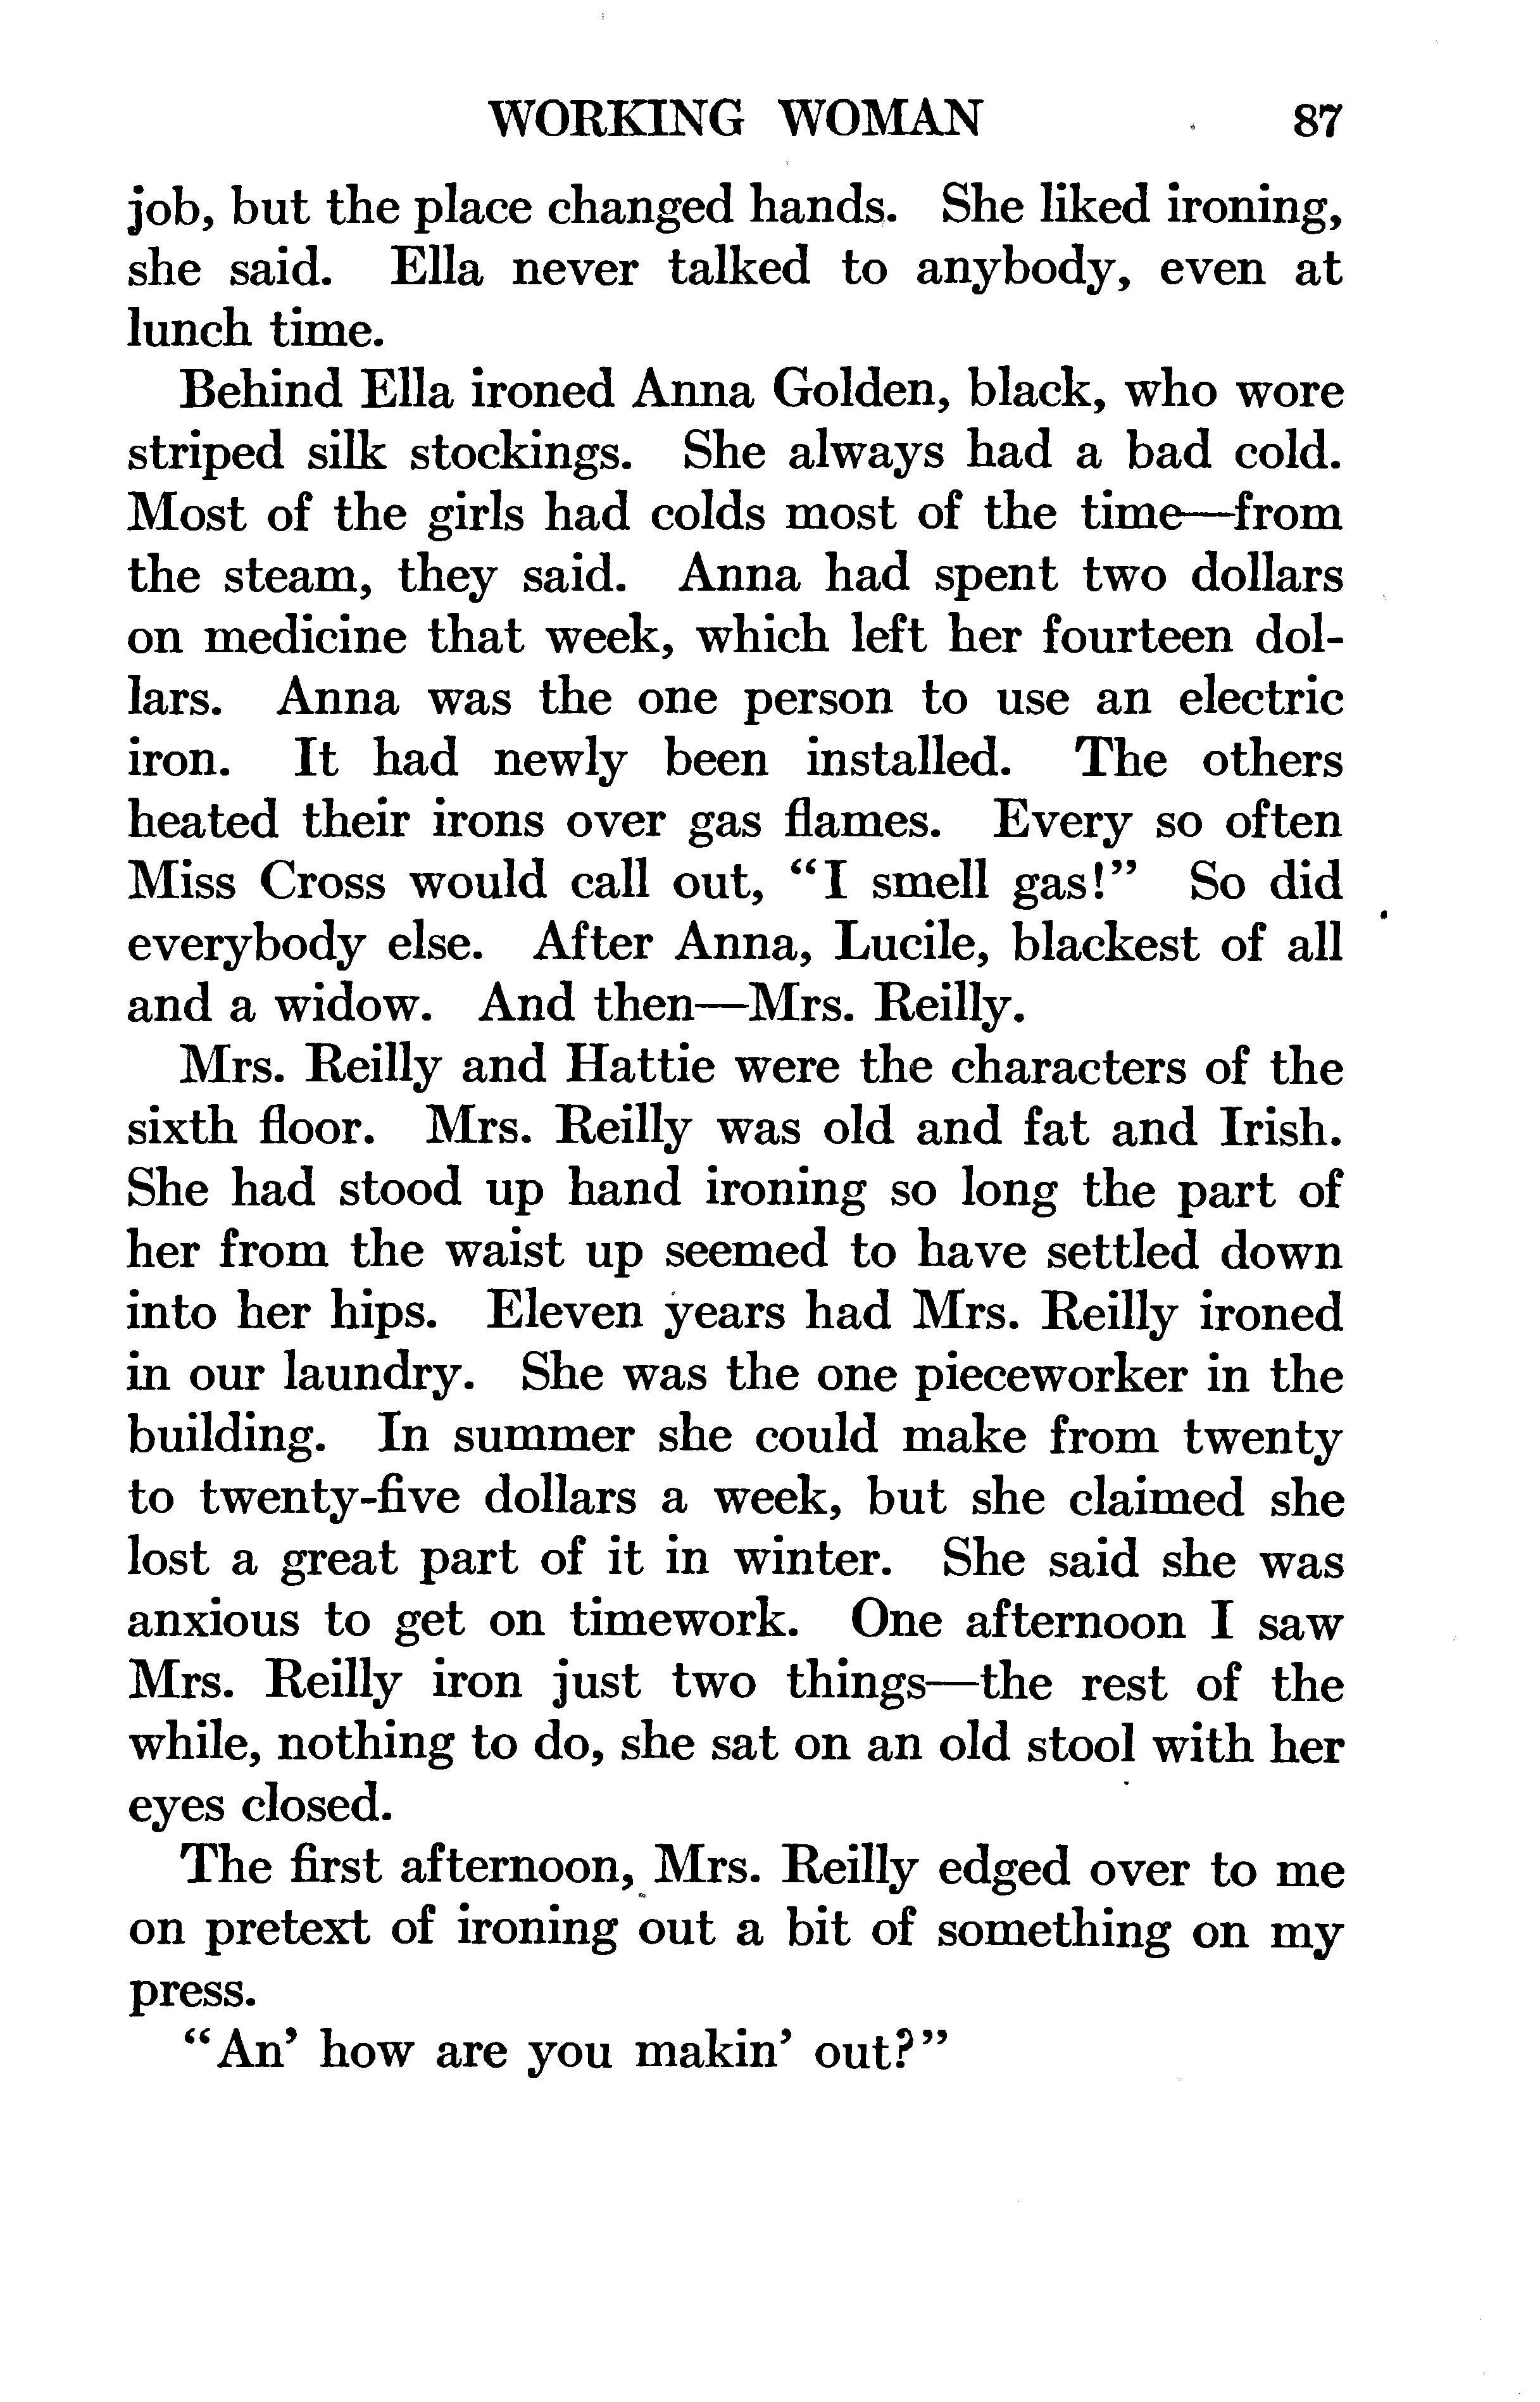 WORKING WOMAN 87
job, but the place changed hands. She liked ironing,
she said. Ella never talked to anybody, even at
lunch time.
Behind Ella ironed Anna Golden, black, who wore
striped silk stockings. She always had a bad cold.
Most of the girls had colds most of the time—from
the steam, they said. Anna had spent two dollars
on medicine that week, which left her fourteen dol-
lars. Anna was the one person to use an electric
iron. It had newly been installed. The others
heated their irons over gas flames. Every so often
Miss Cross would call out, “I smell gas!” So did
everybody else. After Anna, Lucile, blackest of all
and a widow. And then—Mrs. Reilly.
Mrs. Reilly and Hattie were the characters of the
sixth floor. Mrs. Reilly was old and fat and Irish.
She had stood up hand ironing so long the part of
her from the waist up seemed to have settled down
into her hips. Eleven years had Mrs. Reilly ironed
in our laundry. She was the one pieceworker in the
building. In summer she could make from twenty
to twenty-five dollars a week, but she claimed she
lost a great part of it in winter. She said she was
anxious to get on timework. One afternoon I saw
Mrs. Reilly iron just two things—the rest of the
while, nothing to do, she sat on an old stool with her
eyes closed.
The first afternoon, Mrs. Reilly edged over to me
on pretext of ironing out a bit of something on my
press.
“An’ how are you makin’ out?”